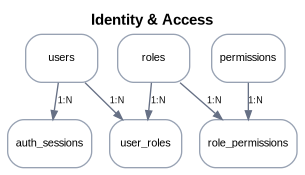 Identity & Access
users
roles
permissions
1:N
1:N
1:N
1:N
1:N
auth_sessions
user_roles
role_permissions